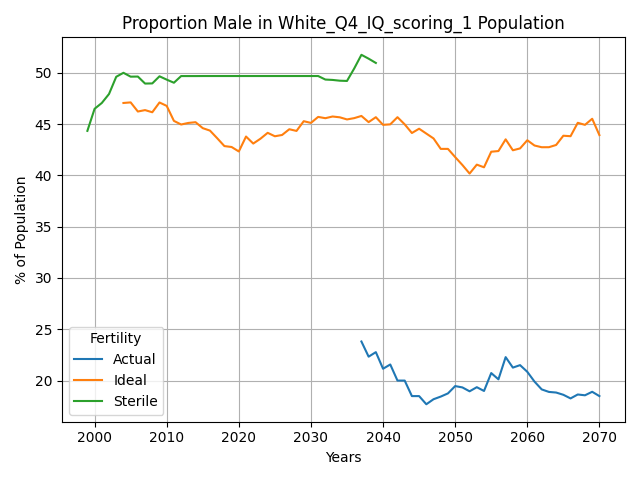 Proportion Male in White_Q4_IQ_scoring_1 Population
% of Population
50
45
40
35
30
25
20
Fertility
Actual
Ideal
Sterile
2000 2010 2020 2030 2040 2050 2060 2070
Years